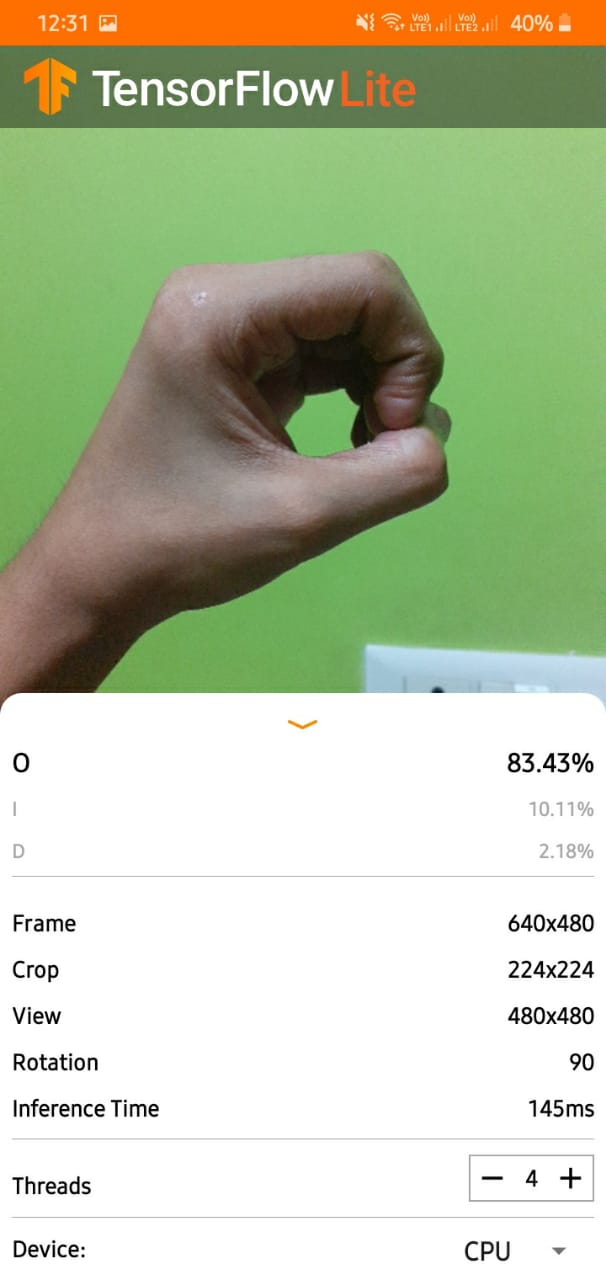 12:31 Vo)) LTE1 Vo)) LTE2 40%
TensorFlow Lite
O 83.43%
I 10.11%
D 2.18%
Frame 640x480
Crop 224x224
View 480x480
Rotation 90
Inference Time 145ms
Threads − 4 +
Device: CPU